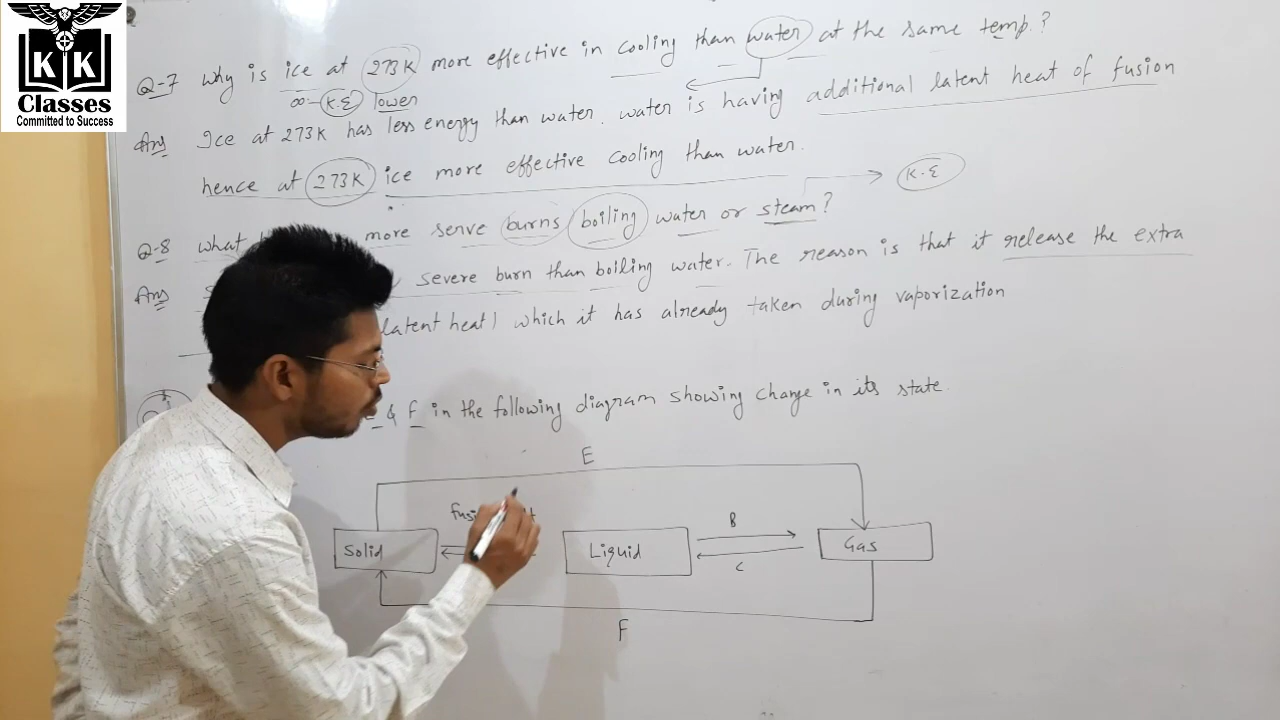 KK
Classes
Committed to Success
Q-7 Why is ice at 273K more effective in cooling than water at the same temp.?
K.E lower
Ans Ice at 273K has less energy than water. water is having additional latent heat of fusion
hence at 273K ice more effective cooling than water.
K.E
Q-8 what more serve burns boiling water or steam?
Ans severe burn than boiling water. The reason is that it release the extra
latent heat) which it has already taken during vaporization
& F in the following diagram showing change in its state.
E
B
Solid
Liquid
Gas
C
F